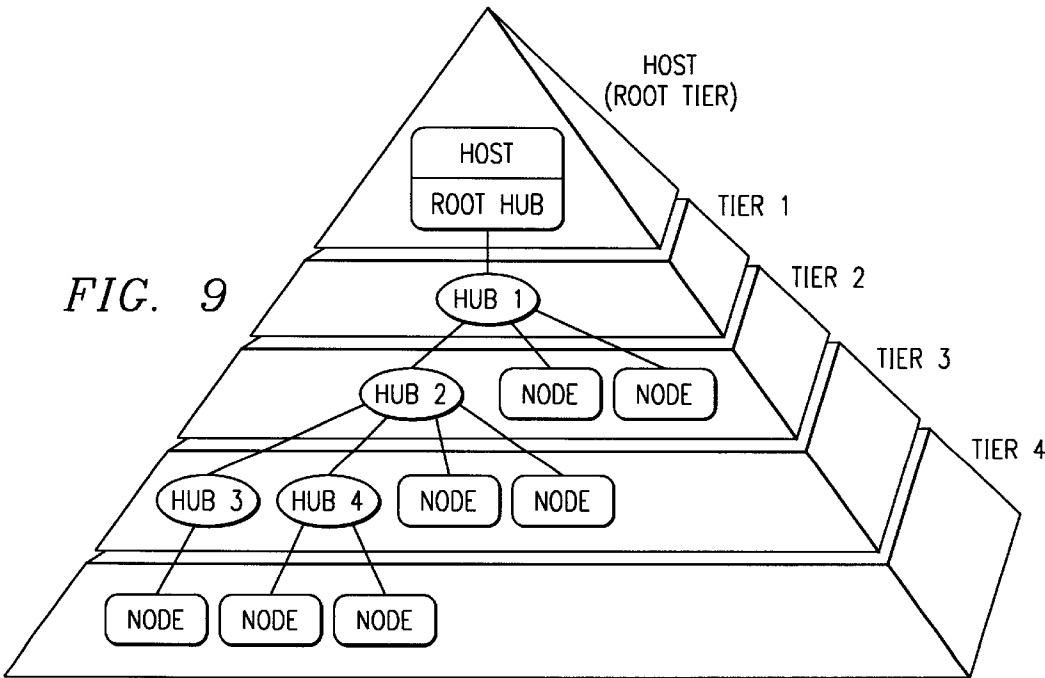 HOST
(ROOT TIER)
HOST
ROOT HUB
TIER 1
FIG. 9
HUB 1
TIER 2
HUB 2
NODE
NODE
TIER 3
HUB 3
HUB 4
NODE
NODE
TIER 4
NODE
NODE
NODE